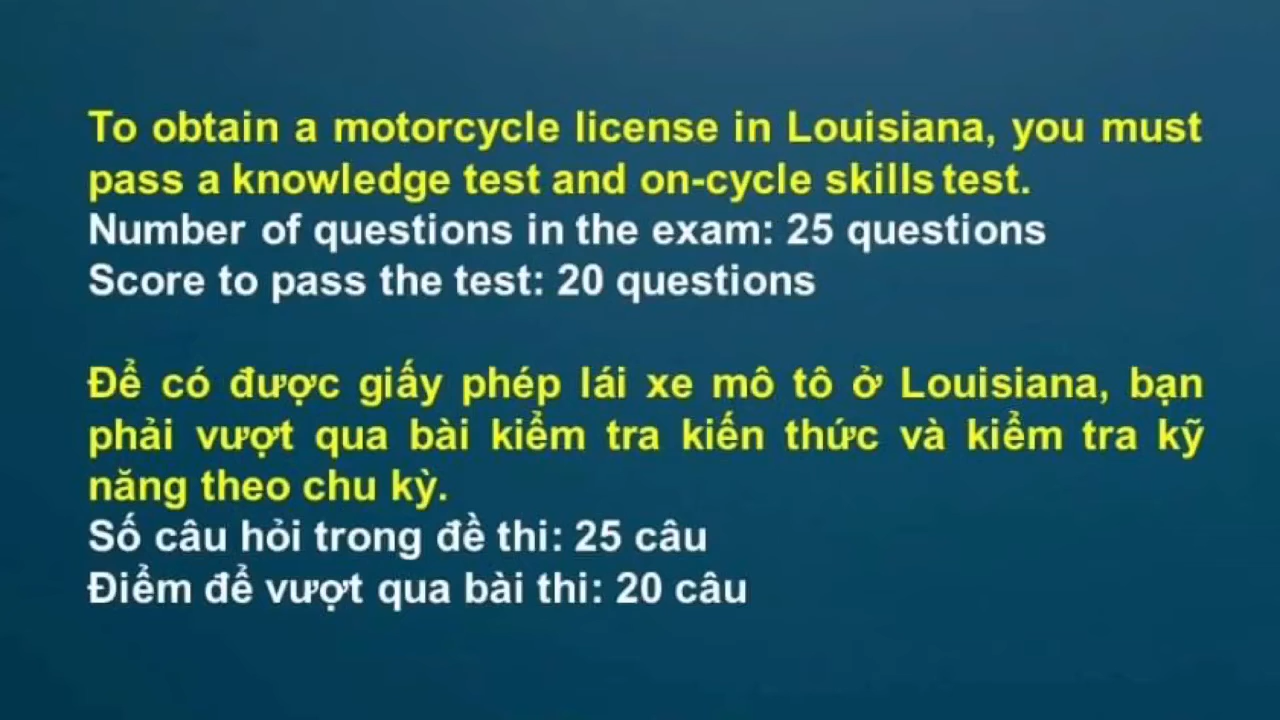 To obtain a motorcycle license in Louisiana, you must
pass a knowledge test and on-cycle skills test.
Number of questions in the exam: 25 questions
Score to pass the test: 20 questions
Để có được giấy phép lái xe mô tô ở Louisiana, bạn
phải vượt qua bài kiểm tra kiến thức và kiểm tra kỹ
năng theo chu kỳ.
Số câu hỏi trong đề thi: 25 câu
Điểm để vượt qua bài thi: 20 câu